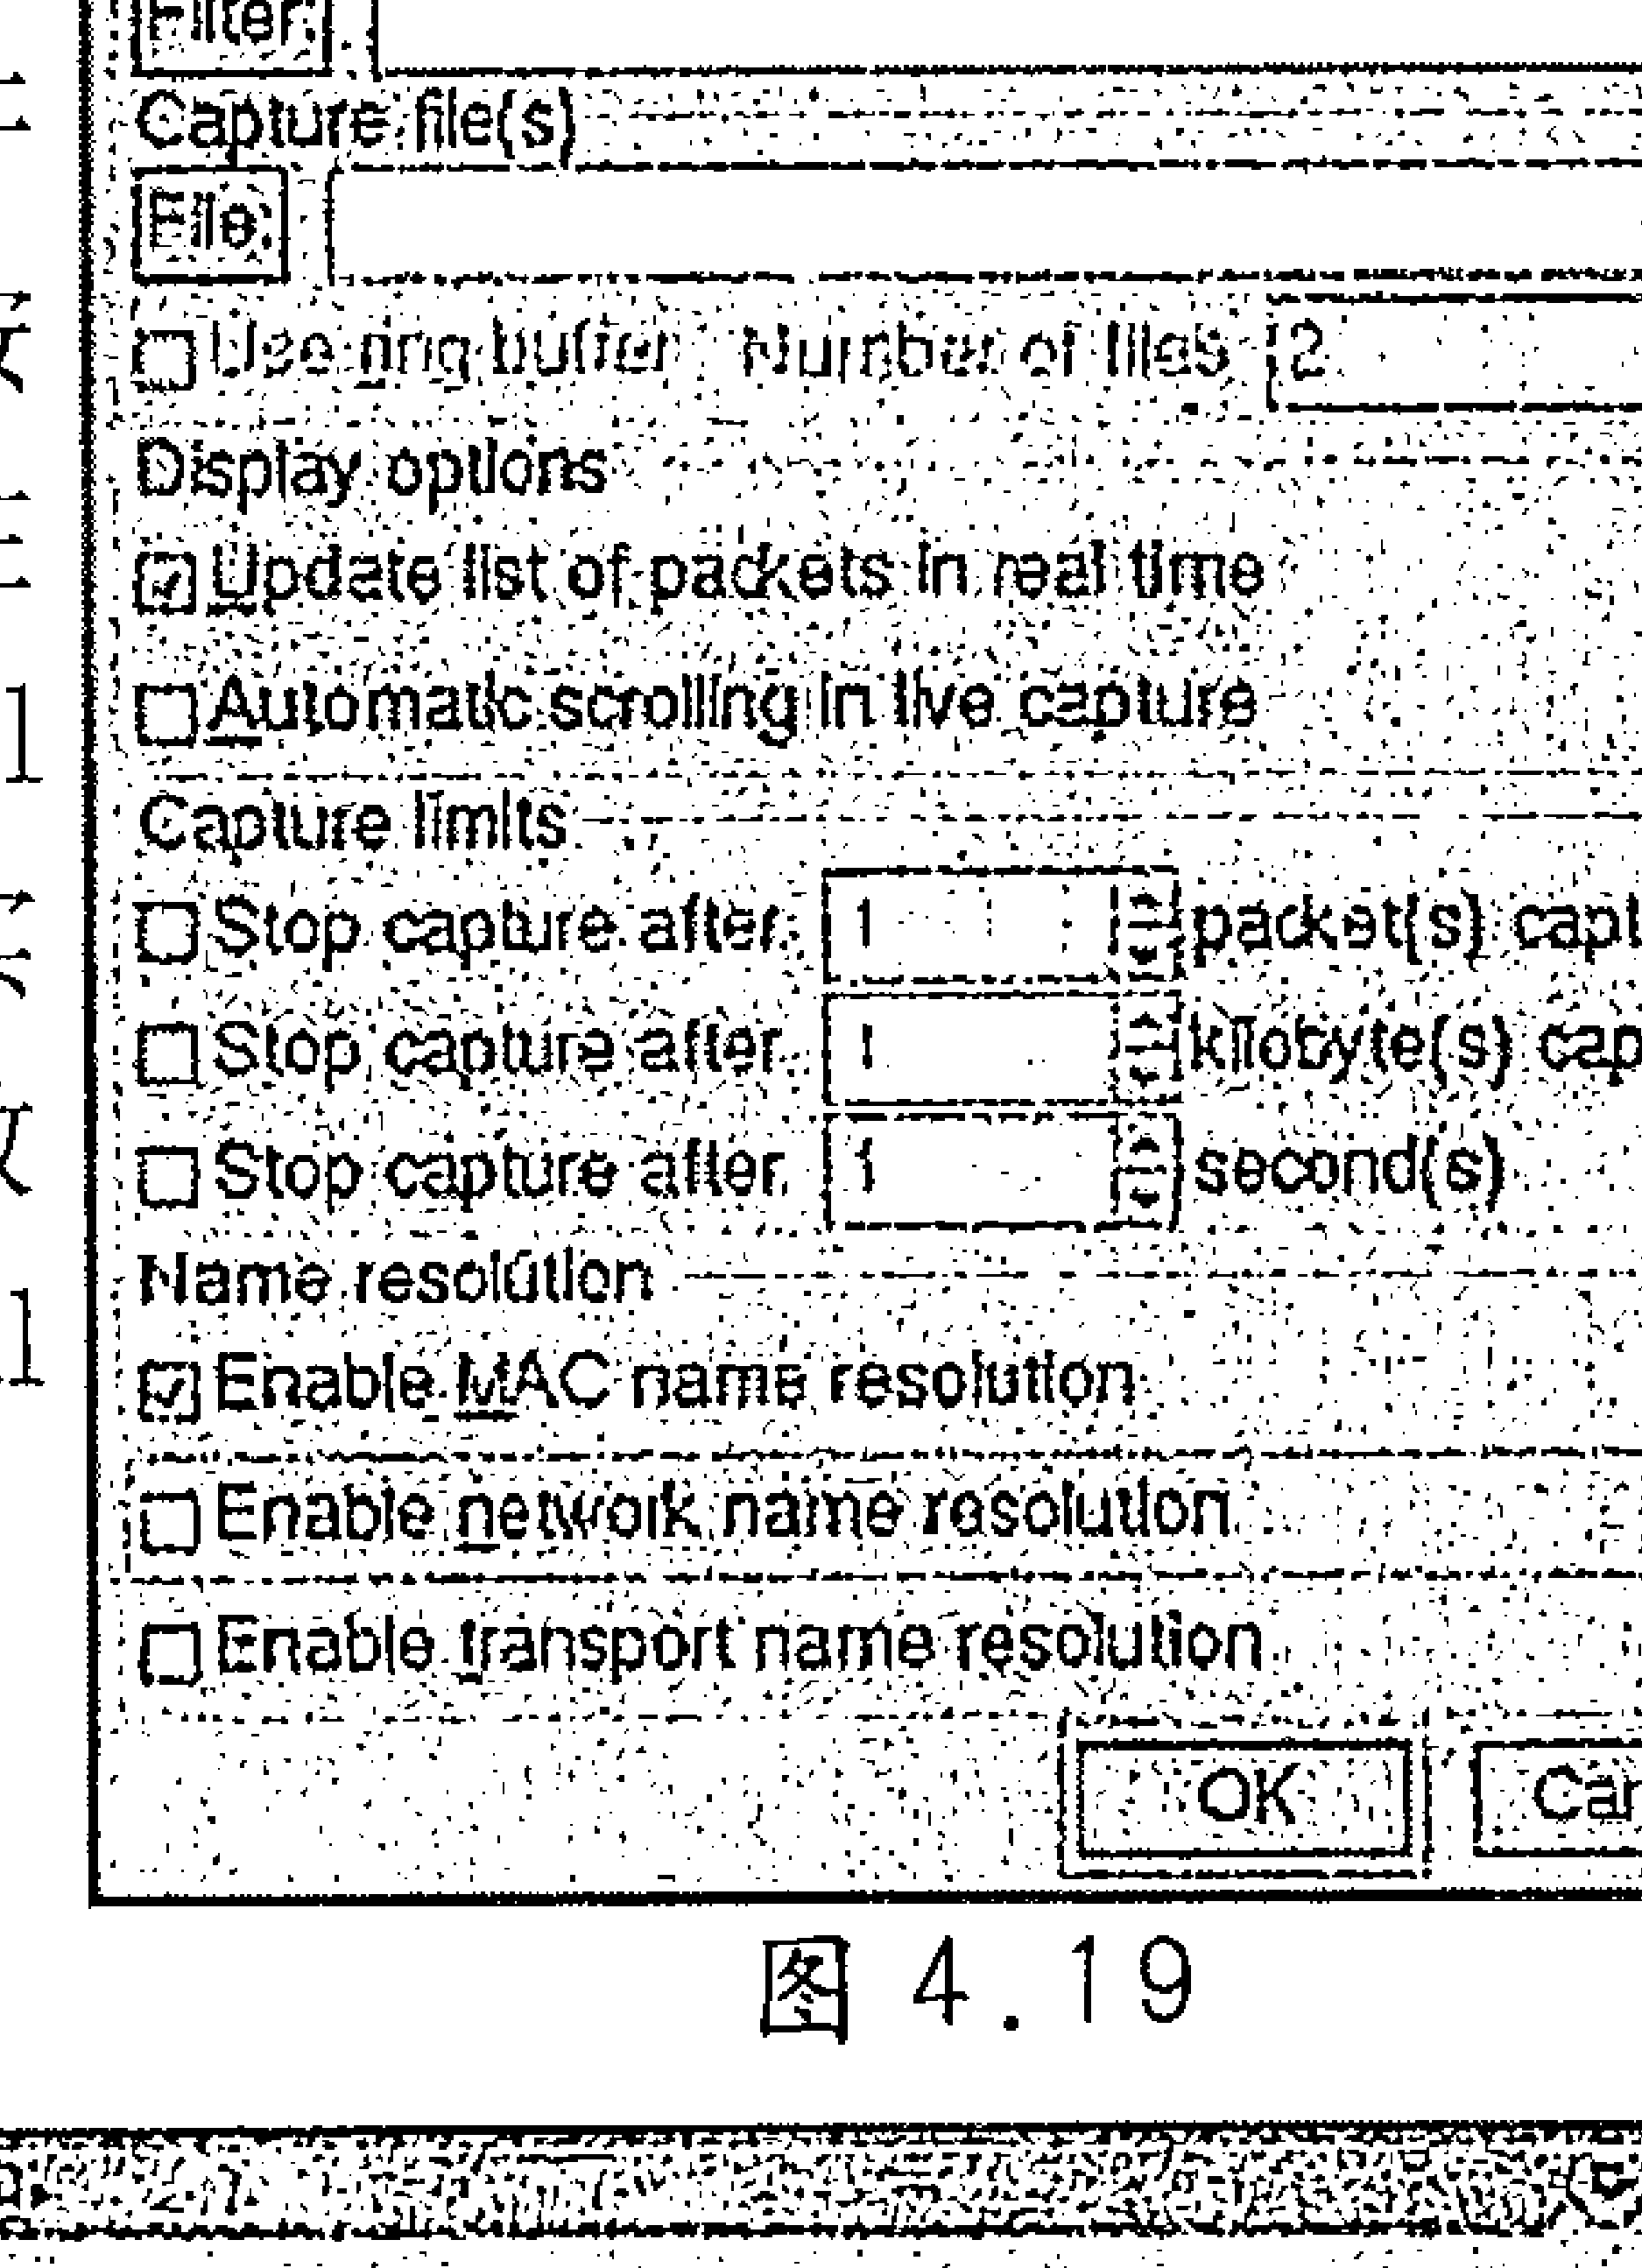 Filter:
Capture file(s)
File:
Use ring buffer Number of files 2
Display options
Update list of packets in real time
Automatic scrolling in live capture
Capture limits
Stop capture after 1 packet(s)
Stop capture after 1 kilobyte(s)
Stop capture after 1 second(s)
Name resolution
Enable MAC name resolution
Enable network name resolution
Enable transport name resolution
OK
图 4.19